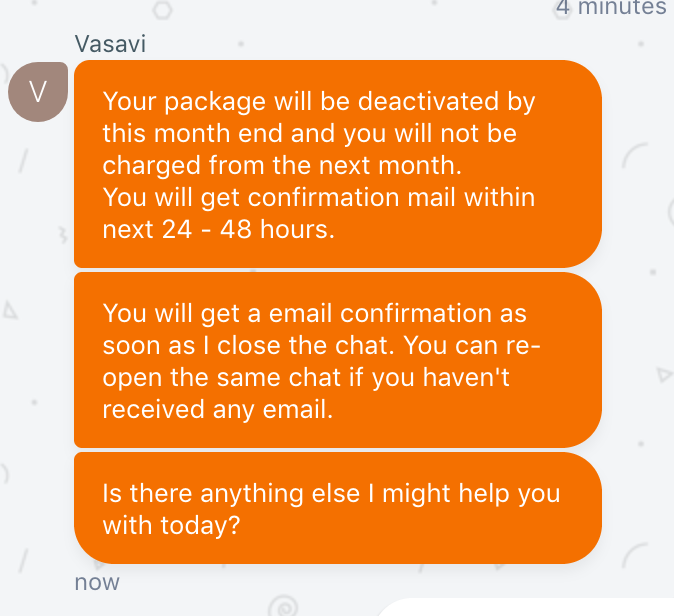 4 minutes
Vasavi
V
Your package will be deactivated by
this month end and you will not be
charged from the next month.
You will get confirmation mail within
next 24 - 48 hours.
You will get a email confirmation as
soon as I close the chat. You can re-
open the same chat if you haven't
received any email.
Is there anything else I might help you
with today?
now